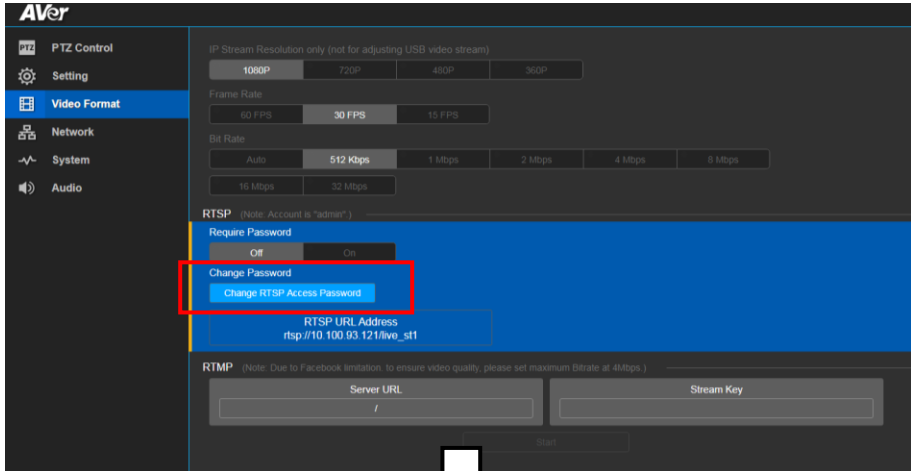 AVer
PTZ PTZ Control
Setting
Video Format
Network
System
Audio
IP Stream Resolution only (not for adjusting USB video stream)
1080P 720P 480P 360P
Frame Rate
60 FPS 30 FPS 15 FPS
Bit Rate
Auto 512 Kbps 1 Mbps 2 Mbps 4 Mbps 8 Mbps
16 Mbps 32 Mbps
RTSP (Note: Account is "admin".)
Require Password
Off On
Change Password
Change RTSP Access Password
RTSP URL Address
rtsp://10.100.93.121/live_st1
RTMP (Note: Due to Facebook limitation. to ensure video quality, please set maximum Bitrate at 4Mbps.)
Server URL Stream Key
/
Start